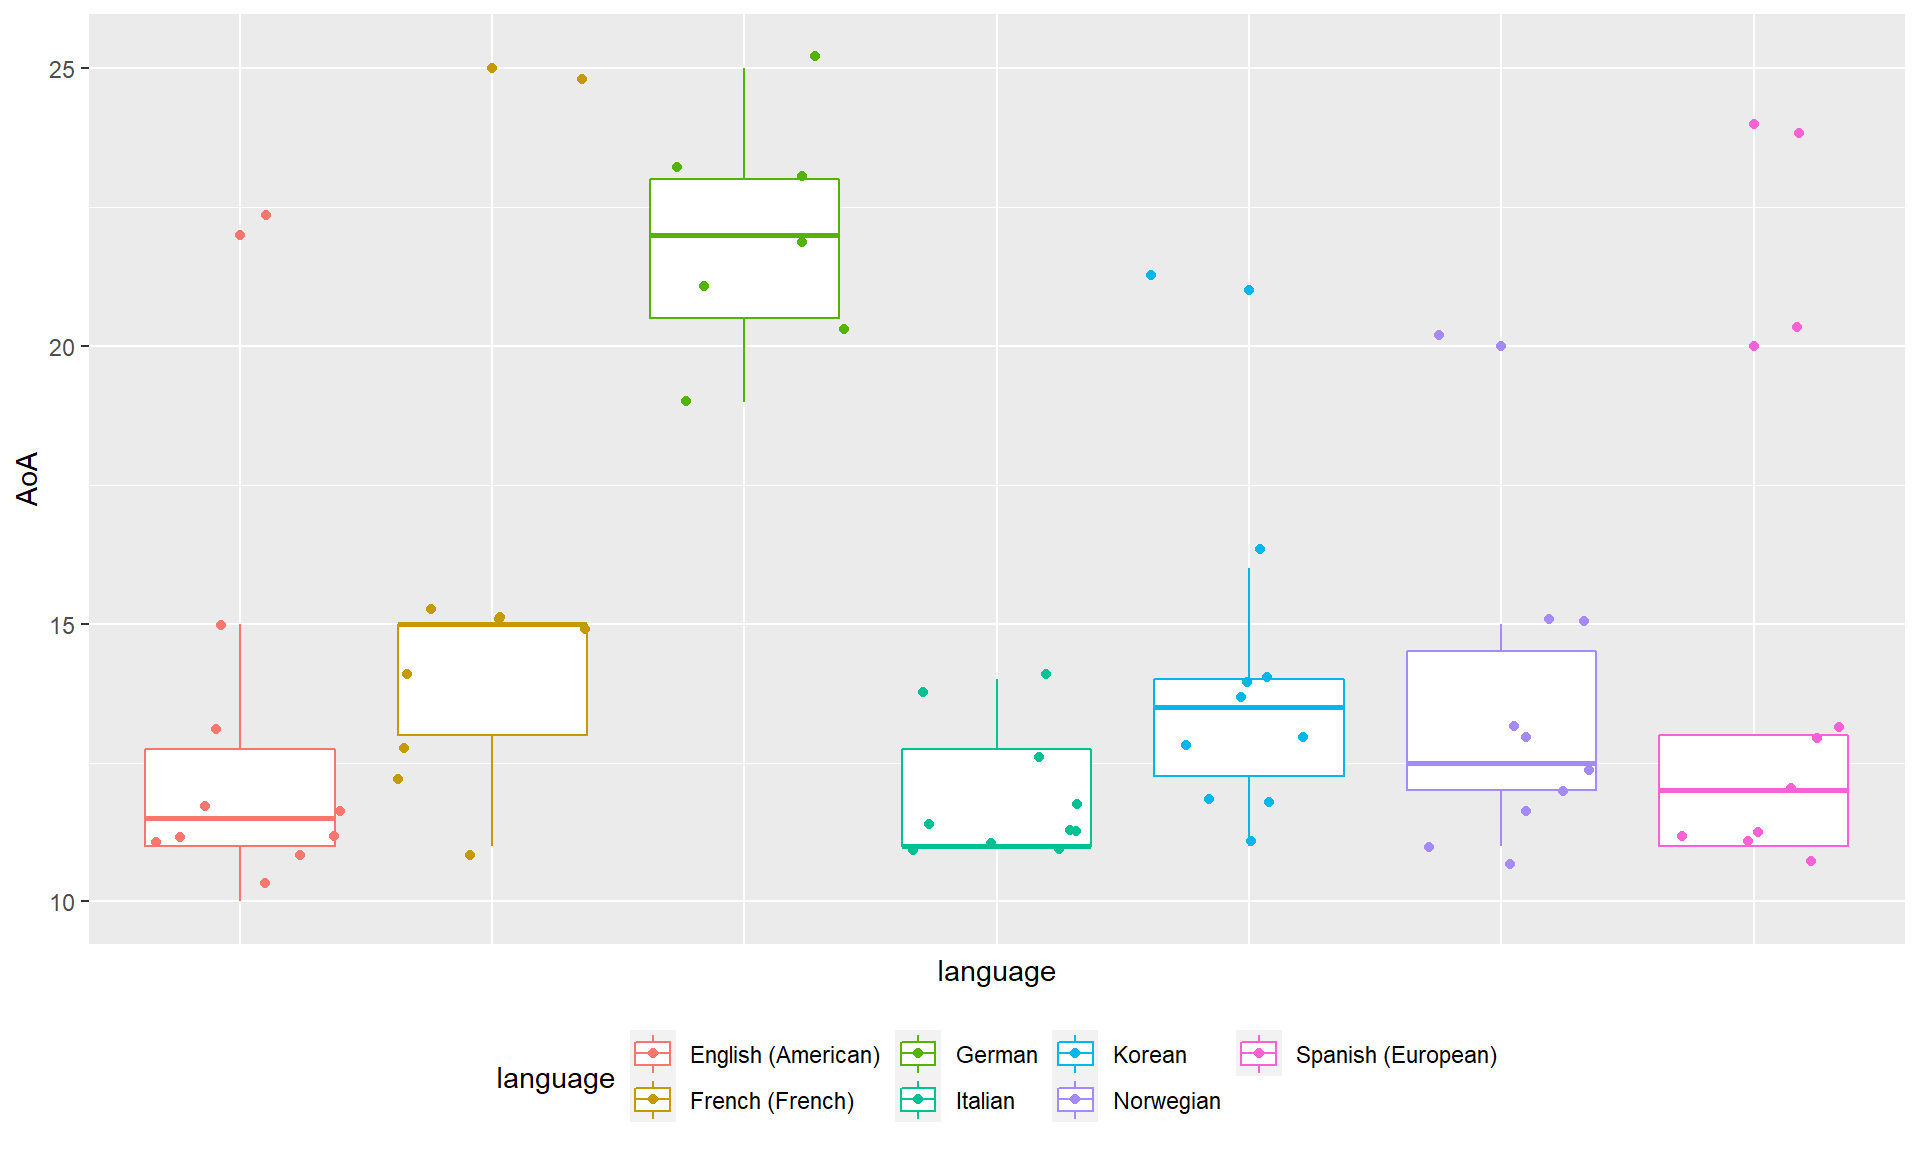 25
20
15
10
AoA
language
language
English (American)
German
Korean
Spanish (European)
French (French)
Italian
Norwegian